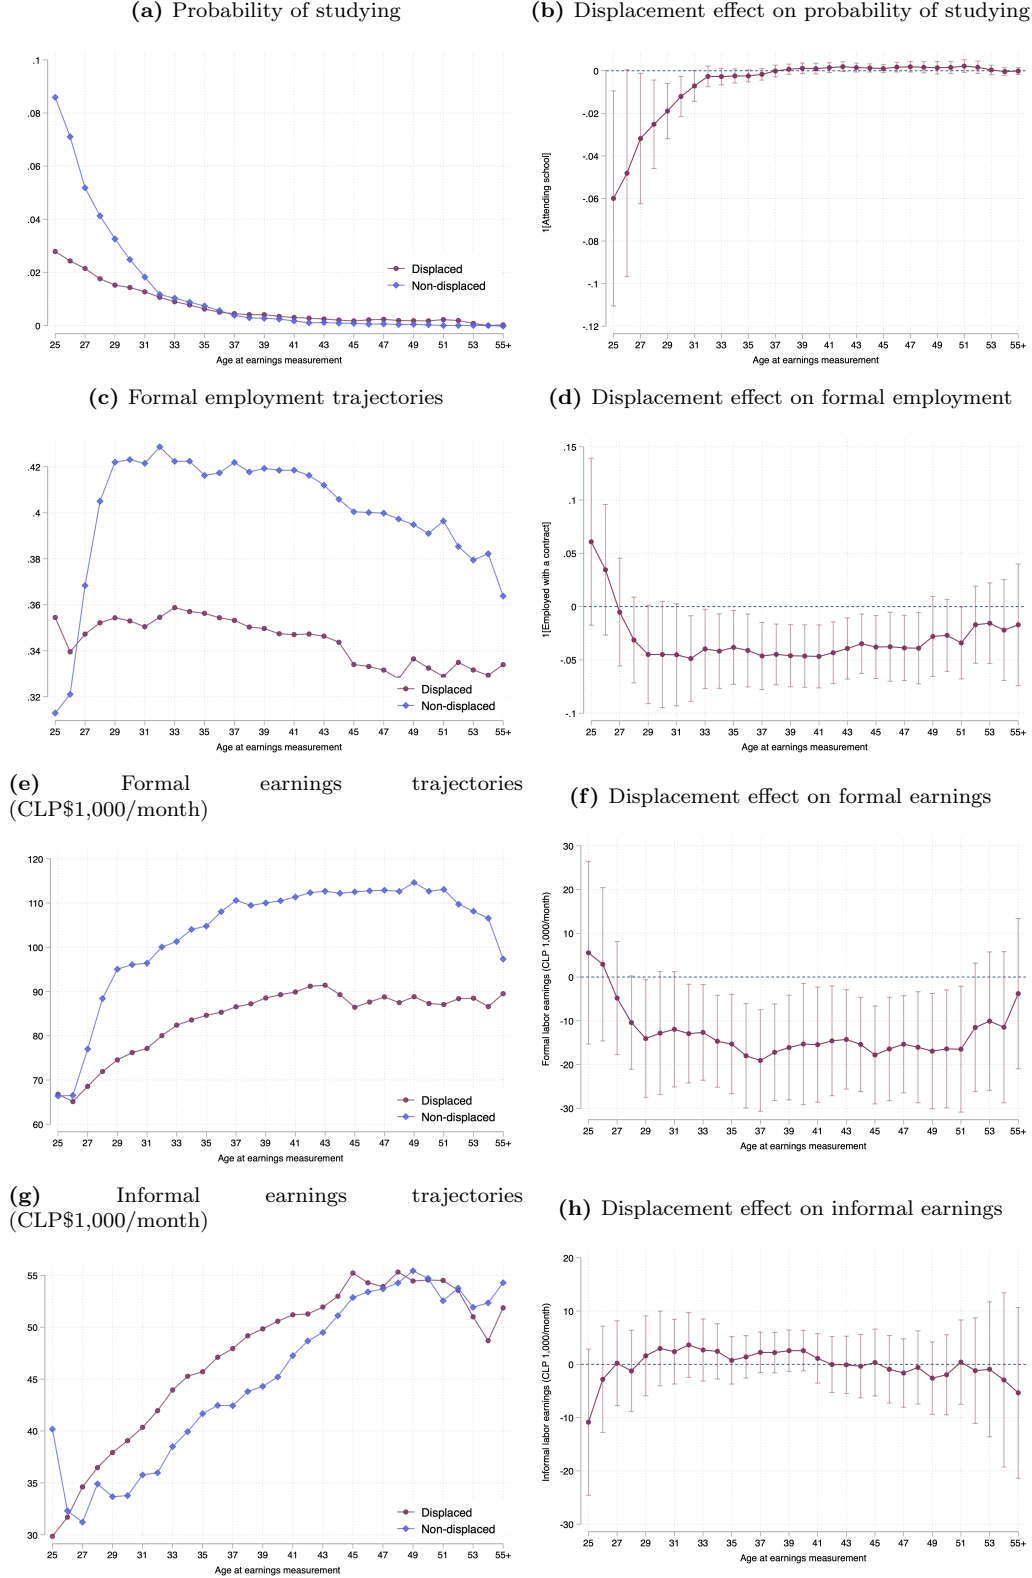 (a) Probability of studying
.1
.08
.06
.04
.02
0
Displaced
Non-displaced
25 27 29 31 33 35 37 39 41 43 45 47 49 51 53 55+
Age at earnings measurement
(b) Displacement effect on probability of studying
1[Attending school]
0
-.02
-.04
-.06
-.08
-.1
-.12
25 27 29 31 33 35 37 39 41 43 45 47 49 51 53 55+
Age at earnings measurement
(c) Formal employment trajectories
.42
.4
.38
.36
.34
.32
Displaced
Non-displaced
25 27 29 31 33 35 37 39 41 43 45 47 49 51 53 55+
Age at earnings measurement
(d) Displacement effect on formal employment
1[Employed with a contract]
.15
.1
.05
0
-.05
-.1
25 27 29 31 33 35 37 39 41 43 45 47 49 51 53 55+
Age at earnings measurement
(e) Formal earnings trajectories
(CLP$1,000/month)
120
110
100
90
80
70
60
Displaced
Non-displaced
25 27 29 31 33 35 37 39 41 43 45 47 49 51 53 55+
Age at earnings measurement
(f) Displacement effect on formal earnings
Formal labor earnings (CLP 1,000/month)
30
20
10
0
-10
-20
-30
25 27 29 31 33 35 37 39 41 43 45 47 49 51 53 55+
Age at earnings measurement
(g) Informal earnings trajectories
(CLP$1,000/month)
55
50
45
40
35
30
Displaced
Non-displaced
25 27 29 31 33 35 37 39 41 43 45 47 49 51 53 55+
Age at earnings measurement
(h) Displacement effect on informal earnings
Informal labor earnings (CLP 1,000/month)
20
10
0
-10
-20
-30
25 27 29 31 33 35 37 39 41 43 45 47 49 51 53 55+
Age at earnings measurement